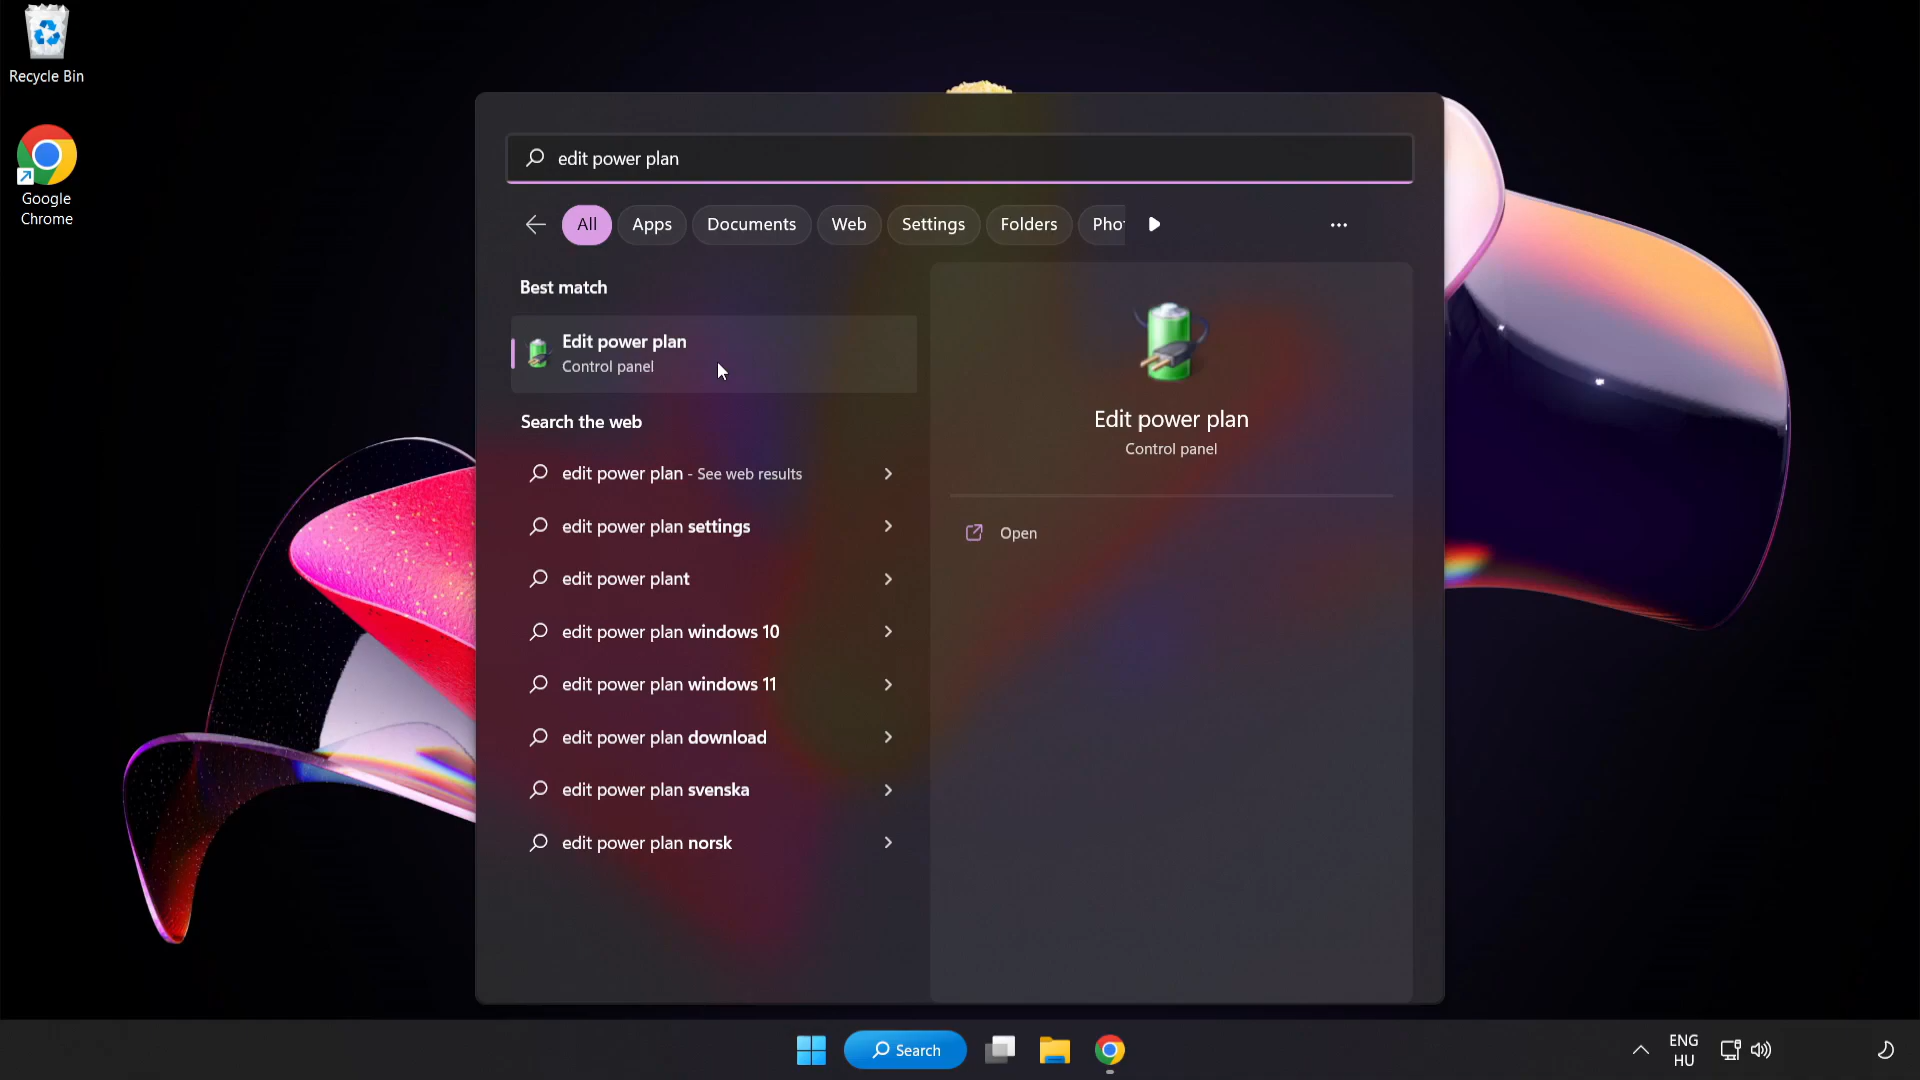 Recycle Bin
Google
Chrome
edit power plan
All
Apps
Documents
Web
Settings
Folders
Best match
Edit power plan
Control panel
Search the web
edit power plan - See web results
edit power plan settings
edit power plant
edit power plan windows 10
edit power plan windows 11
edit power plan download
edit power plan svenska
edit power plan norsk
Edit power plan
Control panel
Open
Search
ENG
HU